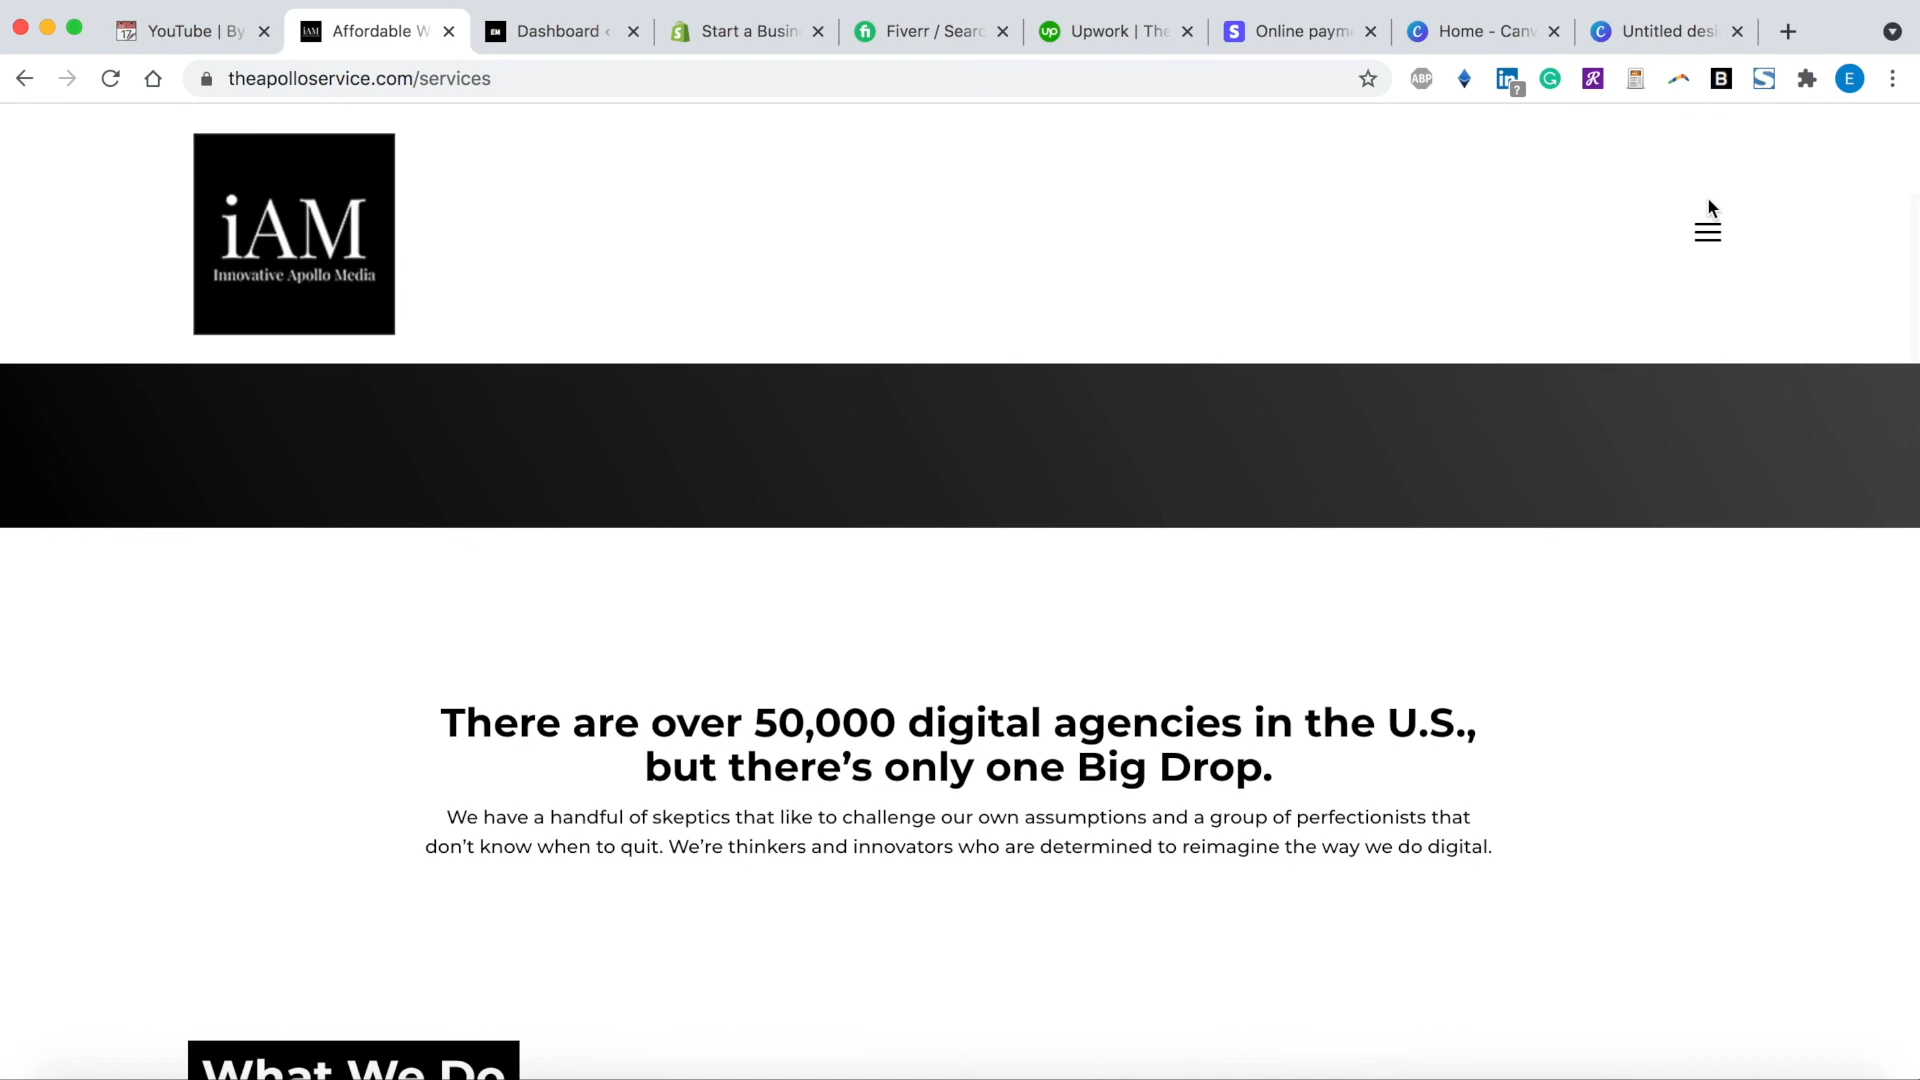 YouTube | By
Affordable W
Dashboard ‹
Start a Busin
Fiverr / Searc
Upwork | The
Online payme
Home - Canv
Untitled desi
theapolloservice.com/services
ABP
in
?
G
R
B
S
E
iAM
Innovative Apollo Media
There are over 50,000 digital agencies in the U.S.,
but there’s only one Big Drop.
We have a handful of skeptics that like to challenge our own assumptions and a group of perfectionists that
don’t know when to quit. We’re thinkers and innovators who are determined to reimagine the way we do digital.
What We Do